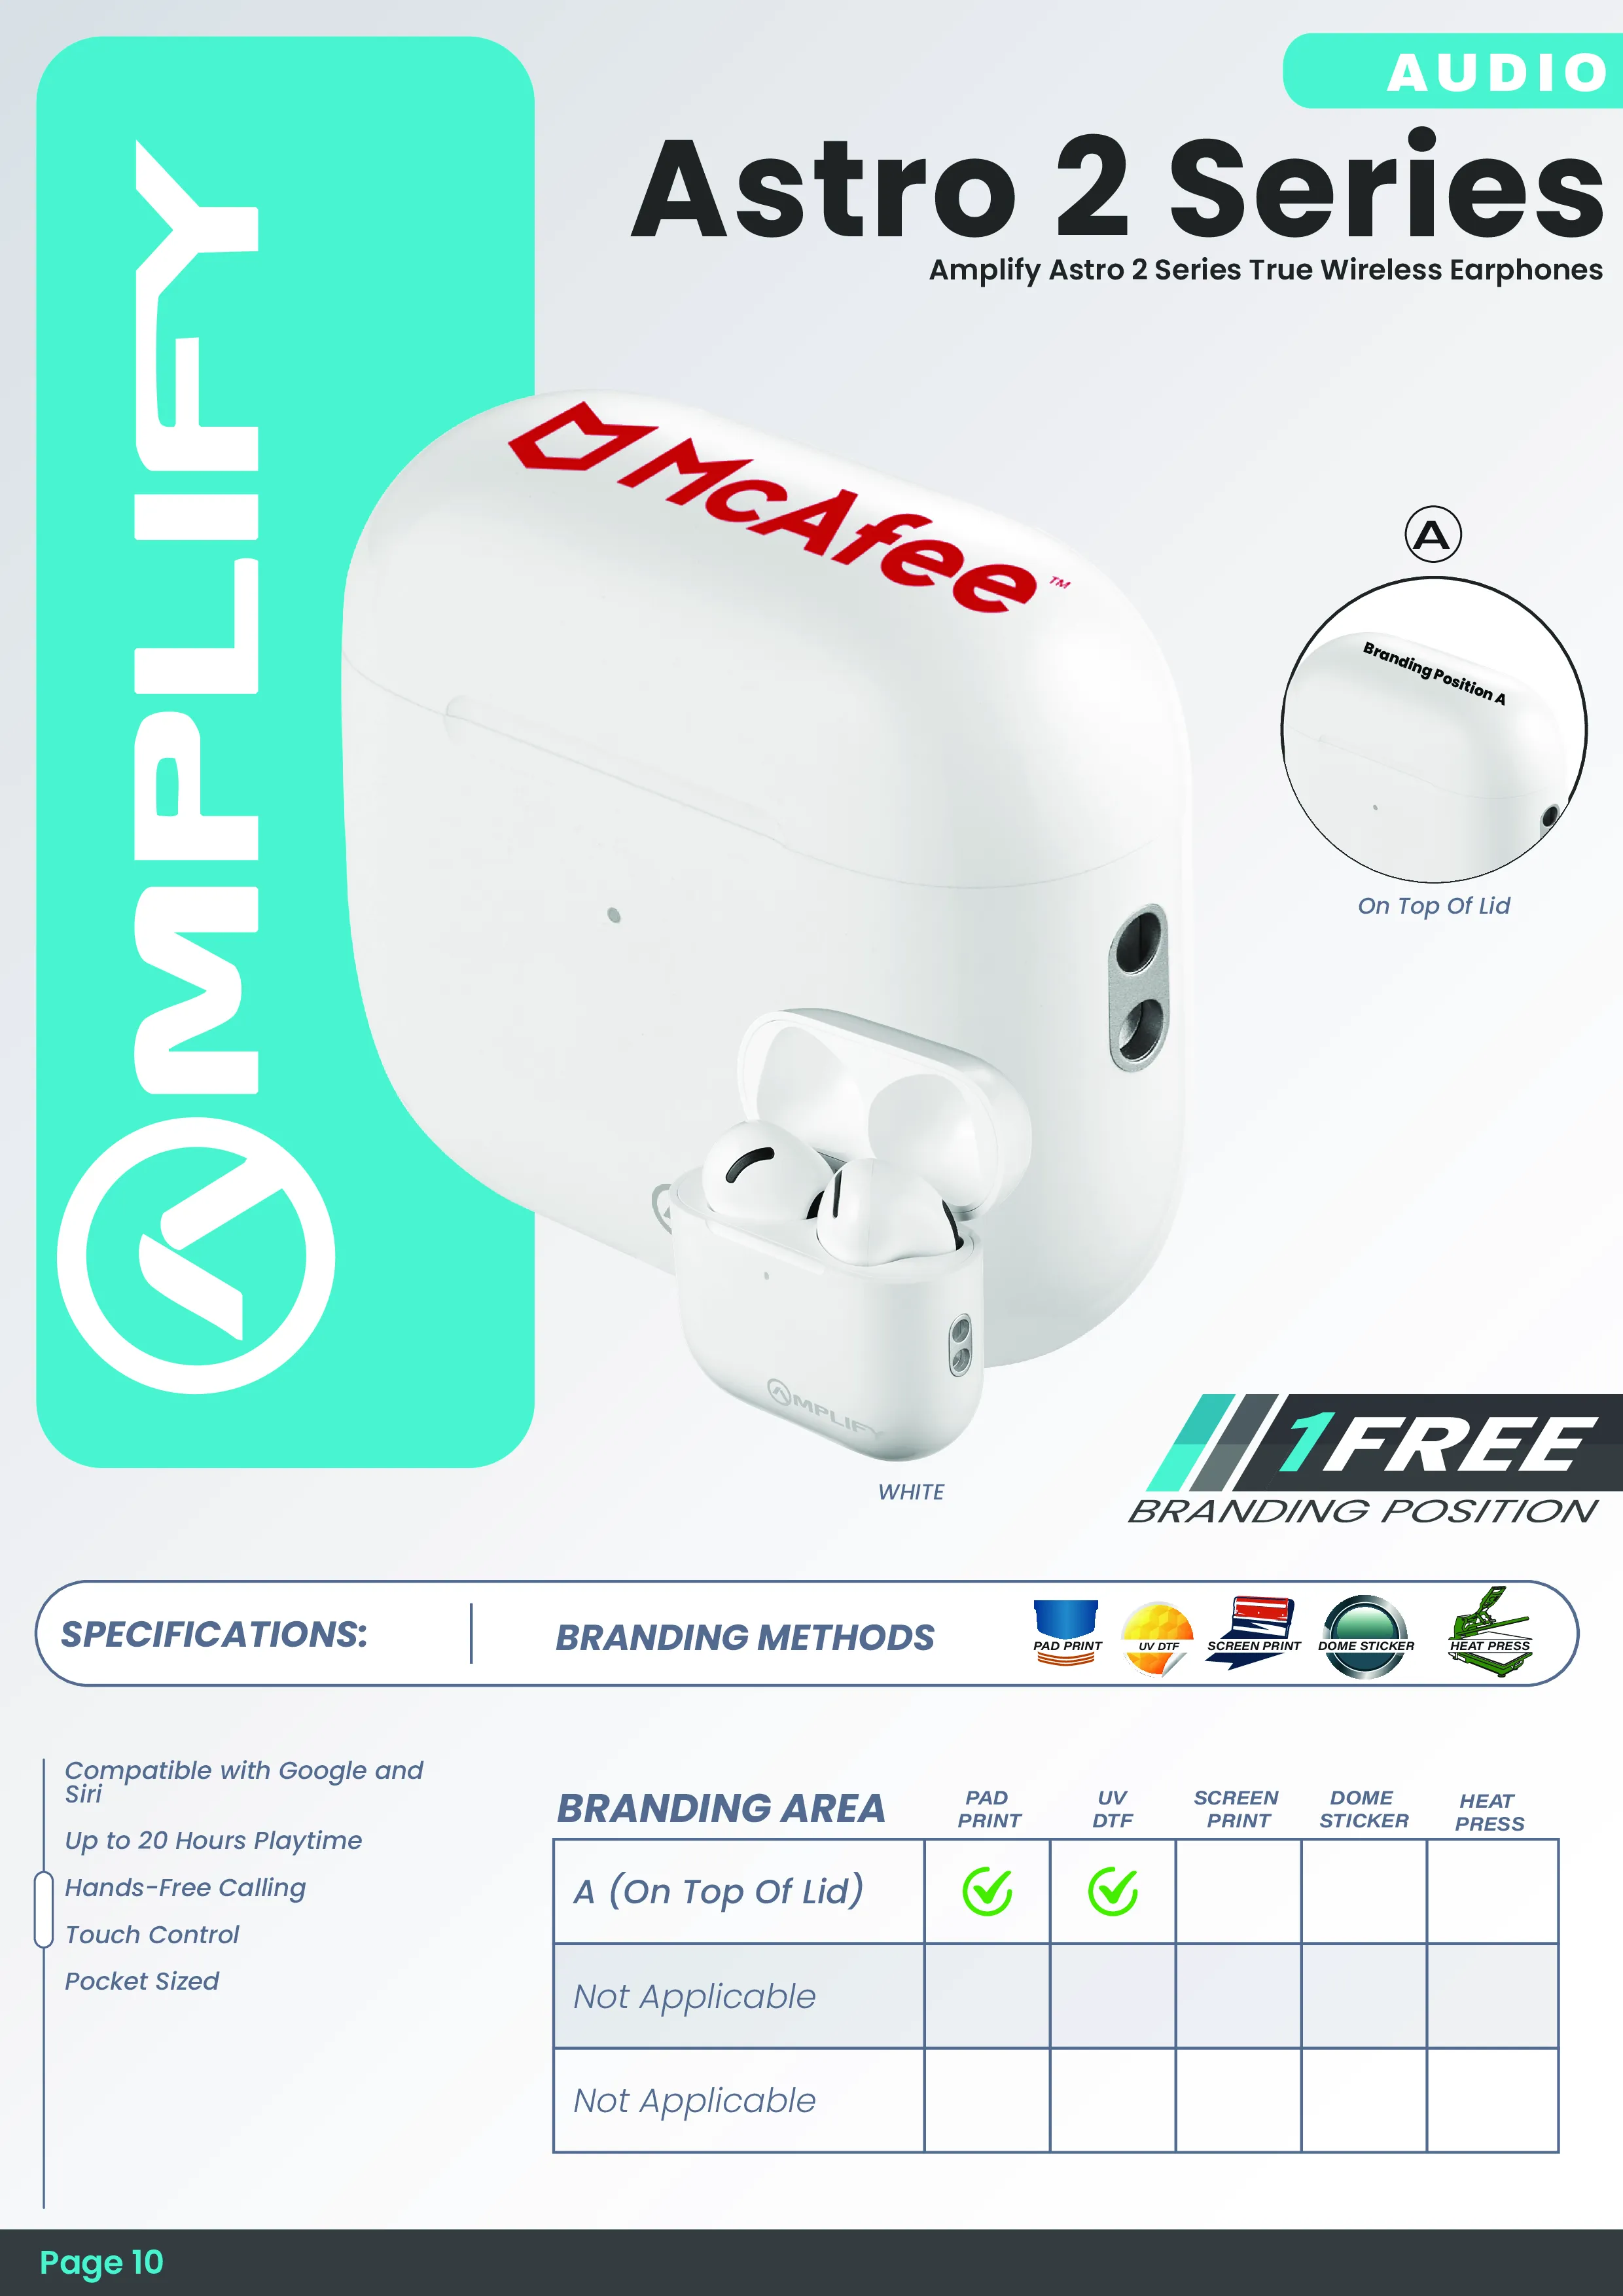 AUDIO
Astro 2 Series
Amplify Astro 2 Series True Wireless Earphones
AMPLIFY
McAfee™
A
Branding Position A
On Top Of Lid
AMPLIFY
WHITE
1FREE
BRANDING POSITION
SPECIFICATIONS:
BRANDING METHODS
PAD PRINT
UV DTF
SCREEN PRINT
DOME STICKER
HEAT PRESS
Compatible with Google and
Siri
Up to 20 Hours Playtime
Hands-Free Calling
Touch Control
Pocket Sized
BRANDING AREA
PAD PRINT
UV DTF
SCREEN PRINT
DOME STICKER
HEAT PRESS
A (On Top Of Lid)
Not Applicable
Not Applicable
Page 10